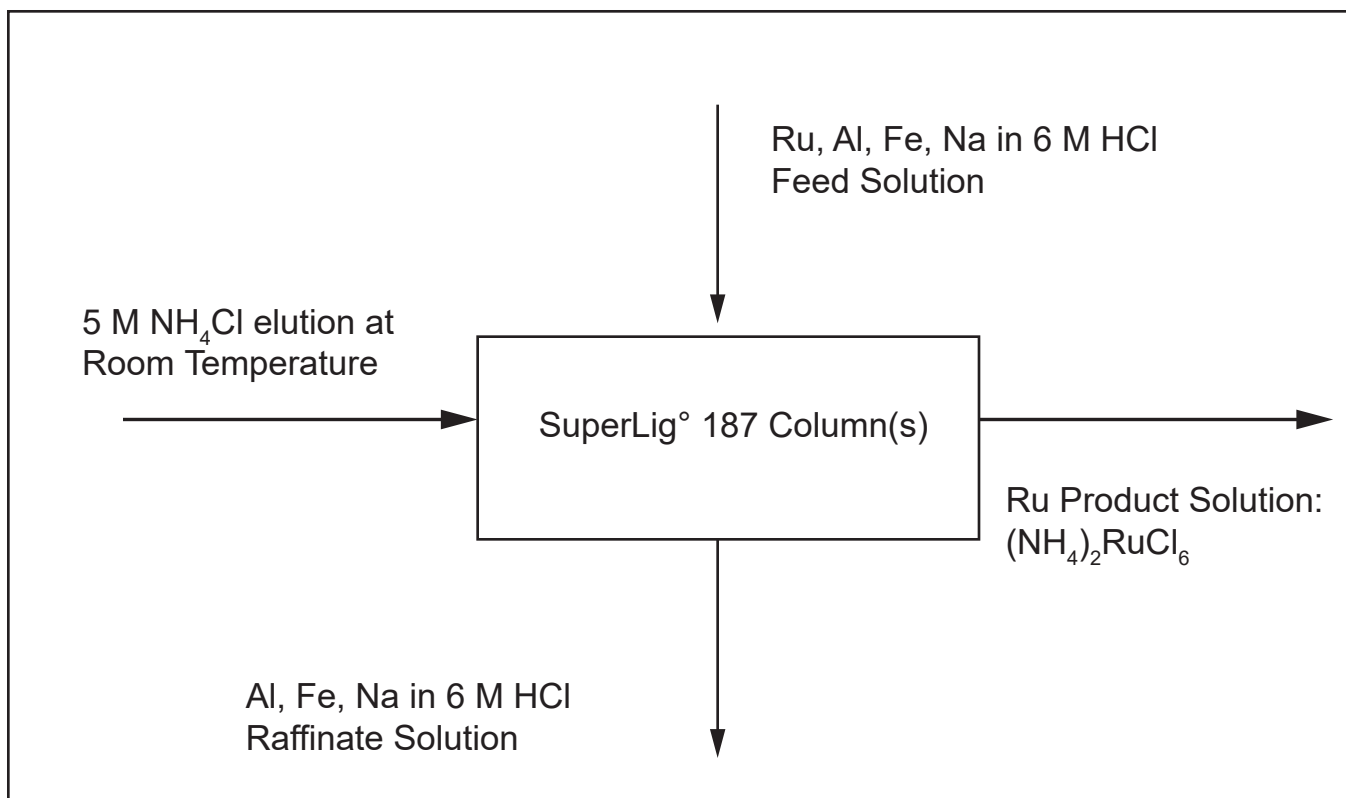 Ru, Al, Fe, Na in 6 M HCl
Feed Solution
5 M NH₄Cl elution at
Room Temperature
SuperLig° 187 Column(s)
Ru Product Solution:
(NH₄)₂RuCl₆
Al, Fe, Na in 6 M HCl
Raffinate Solution